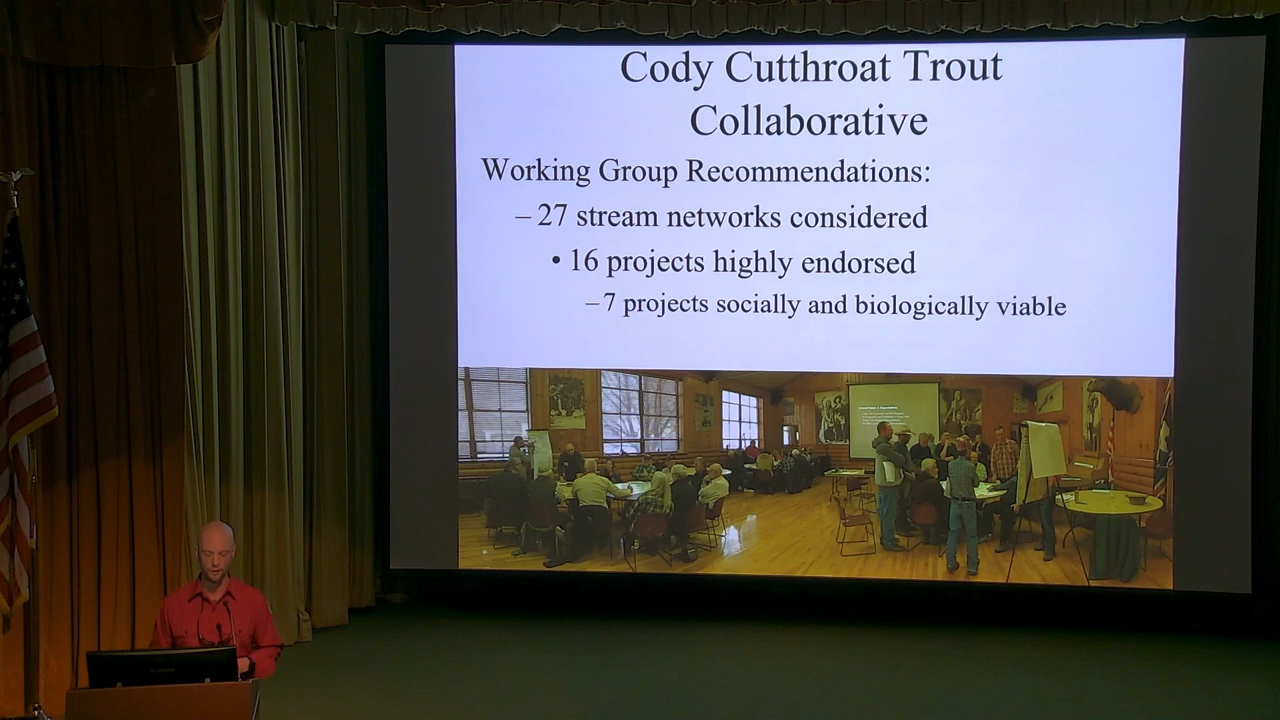 Cody Cutthroat Trout
Collaborative
Working Group Recommendations:
– 27 stream networks considered
• 16 projects highly endorsed
– 7 projects socially and biologically viable